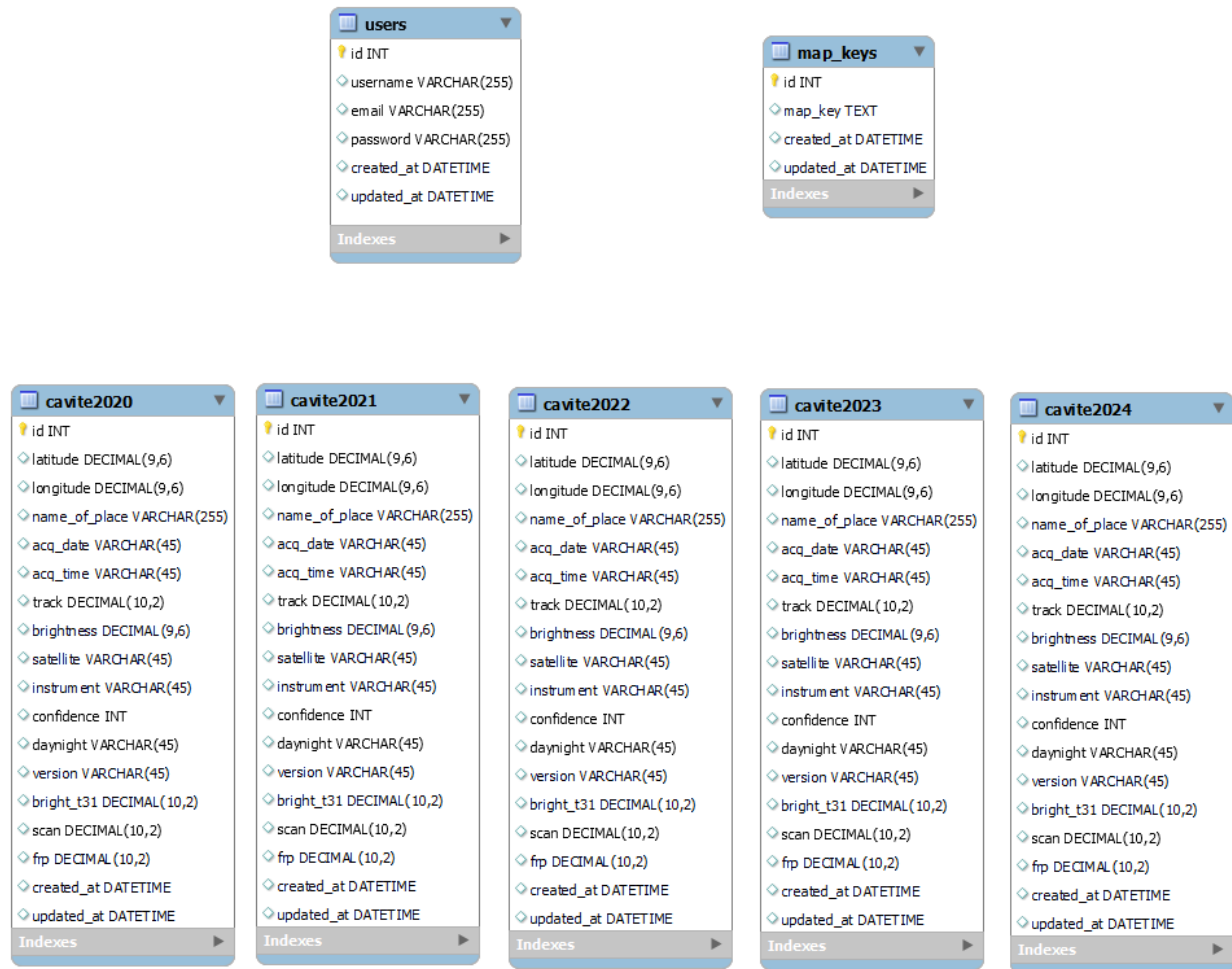 users
id INT
username VARCHAR(255)
email VARCHAR(255)
password VARCHAR(255)
created_at DATETIME
updated_at DATETIME
Indexes
map_keys
id INT
map_key TEXT
created_at DATETIME
updated_at DATETIME
Indexes
cavite2020
id INT
latitude DECIMAL(9,6)
longitude DECIMAL(9,6)
name_of_place VARCHAR(255)
acq_date VARCHAR(45)
acq_time VARCHAR(45)
track DECIMAL(10,2)
brightness DECIMAL(9,6)
satellite VARCHAR(45)
instrument VARCHAR(45)
confidence INT
daynight VARCHAR(45)
version VARCHAR(45)
bright_t31 DECIMAL(10,2)
scan DECIMAL(10,2)
frp DECIMAL(10,2)
created_at DATETIME
updated_at DATETIME
Indexes
cavite2021
id INT
latitude DECIMAL(9,6)
longitude DECIMAL(9,6)
name_of_place VARCHAR(255)
acq_date VARCHAR(45)
acq_time VARCHAR(45)
track DECIMAL(10,2)
brightness DECIMAL(9,6)
satellite VARCHAR(45)
instrument VARCHAR(45)
confidence INT
daynight VARCHAR(45)
version VARCHAR(45)
bright_t31 DECIMAL(10,2)
scan DECIMAL(10,2)
frp DECIMAL(10,2)
created_at DATETIME
updated_at DATETIME
Indexes
cavite2022
id INT
latitude DECIMAL(9,6)
longitude DECIMAL(9,6)
name_of_place VARCHAR(255)
acq_date VARCHAR(45)
acq_time VARCHAR(45)
track DECIMAL(10,2)
brightness DECIMAL(9,6)
satellite VARCHAR(45)
instrument VARCHAR(45)
confidence INT
daynight VARCHAR(45)
version VARCHAR(45)
bright_t31 DECIMAL(10,2)
scan DECIMAL(10,2)
frp DECIMAL(10,2)
created_at DATETIME
updated_at DATETIME
Indexes
cavite2023
id INT
latitude DECIMAL(9,6)
longitude DECIMAL(9,6)
name_of_place VARCHAR(255)
acq_date VARCHAR(45)
acq_time VARCHAR(45)
track DECIMAL(10,2)
brightness DECIMAL(9,6)
satellite VARCHAR(45)
instrument VARCHAR(45)
confidence INT
daynight VARCHAR(45)
version VARCHAR(45)
bright_t31 DECIMAL(10,2)
scan DECIMAL(10,2)
frp DECIMAL(10,2)
created_at DATETIME
updated_at DATETIME
Indexes
cavite2024
id INT
latitude DECIMAL(9,6)
longitude DECIMAL(9,6)
name_of_place VARCHAR(255)
acq_date VARCHAR(45)
acq_time VARCHAR(45)
track DECIMAL(10,2)
brightness DECIMAL(9,6)
satellite VARCHAR(45)
instrument VARCHAR(45)
confidence INT
daynight VARCHAR(45)
version VARCHAR(45)
bright_t31 DECIMAL(10,2)
scan DECIMAL(10,2)
frp DECIMAL(10,2)
created_at DATETIME
updated_at DATETIME
Indexes